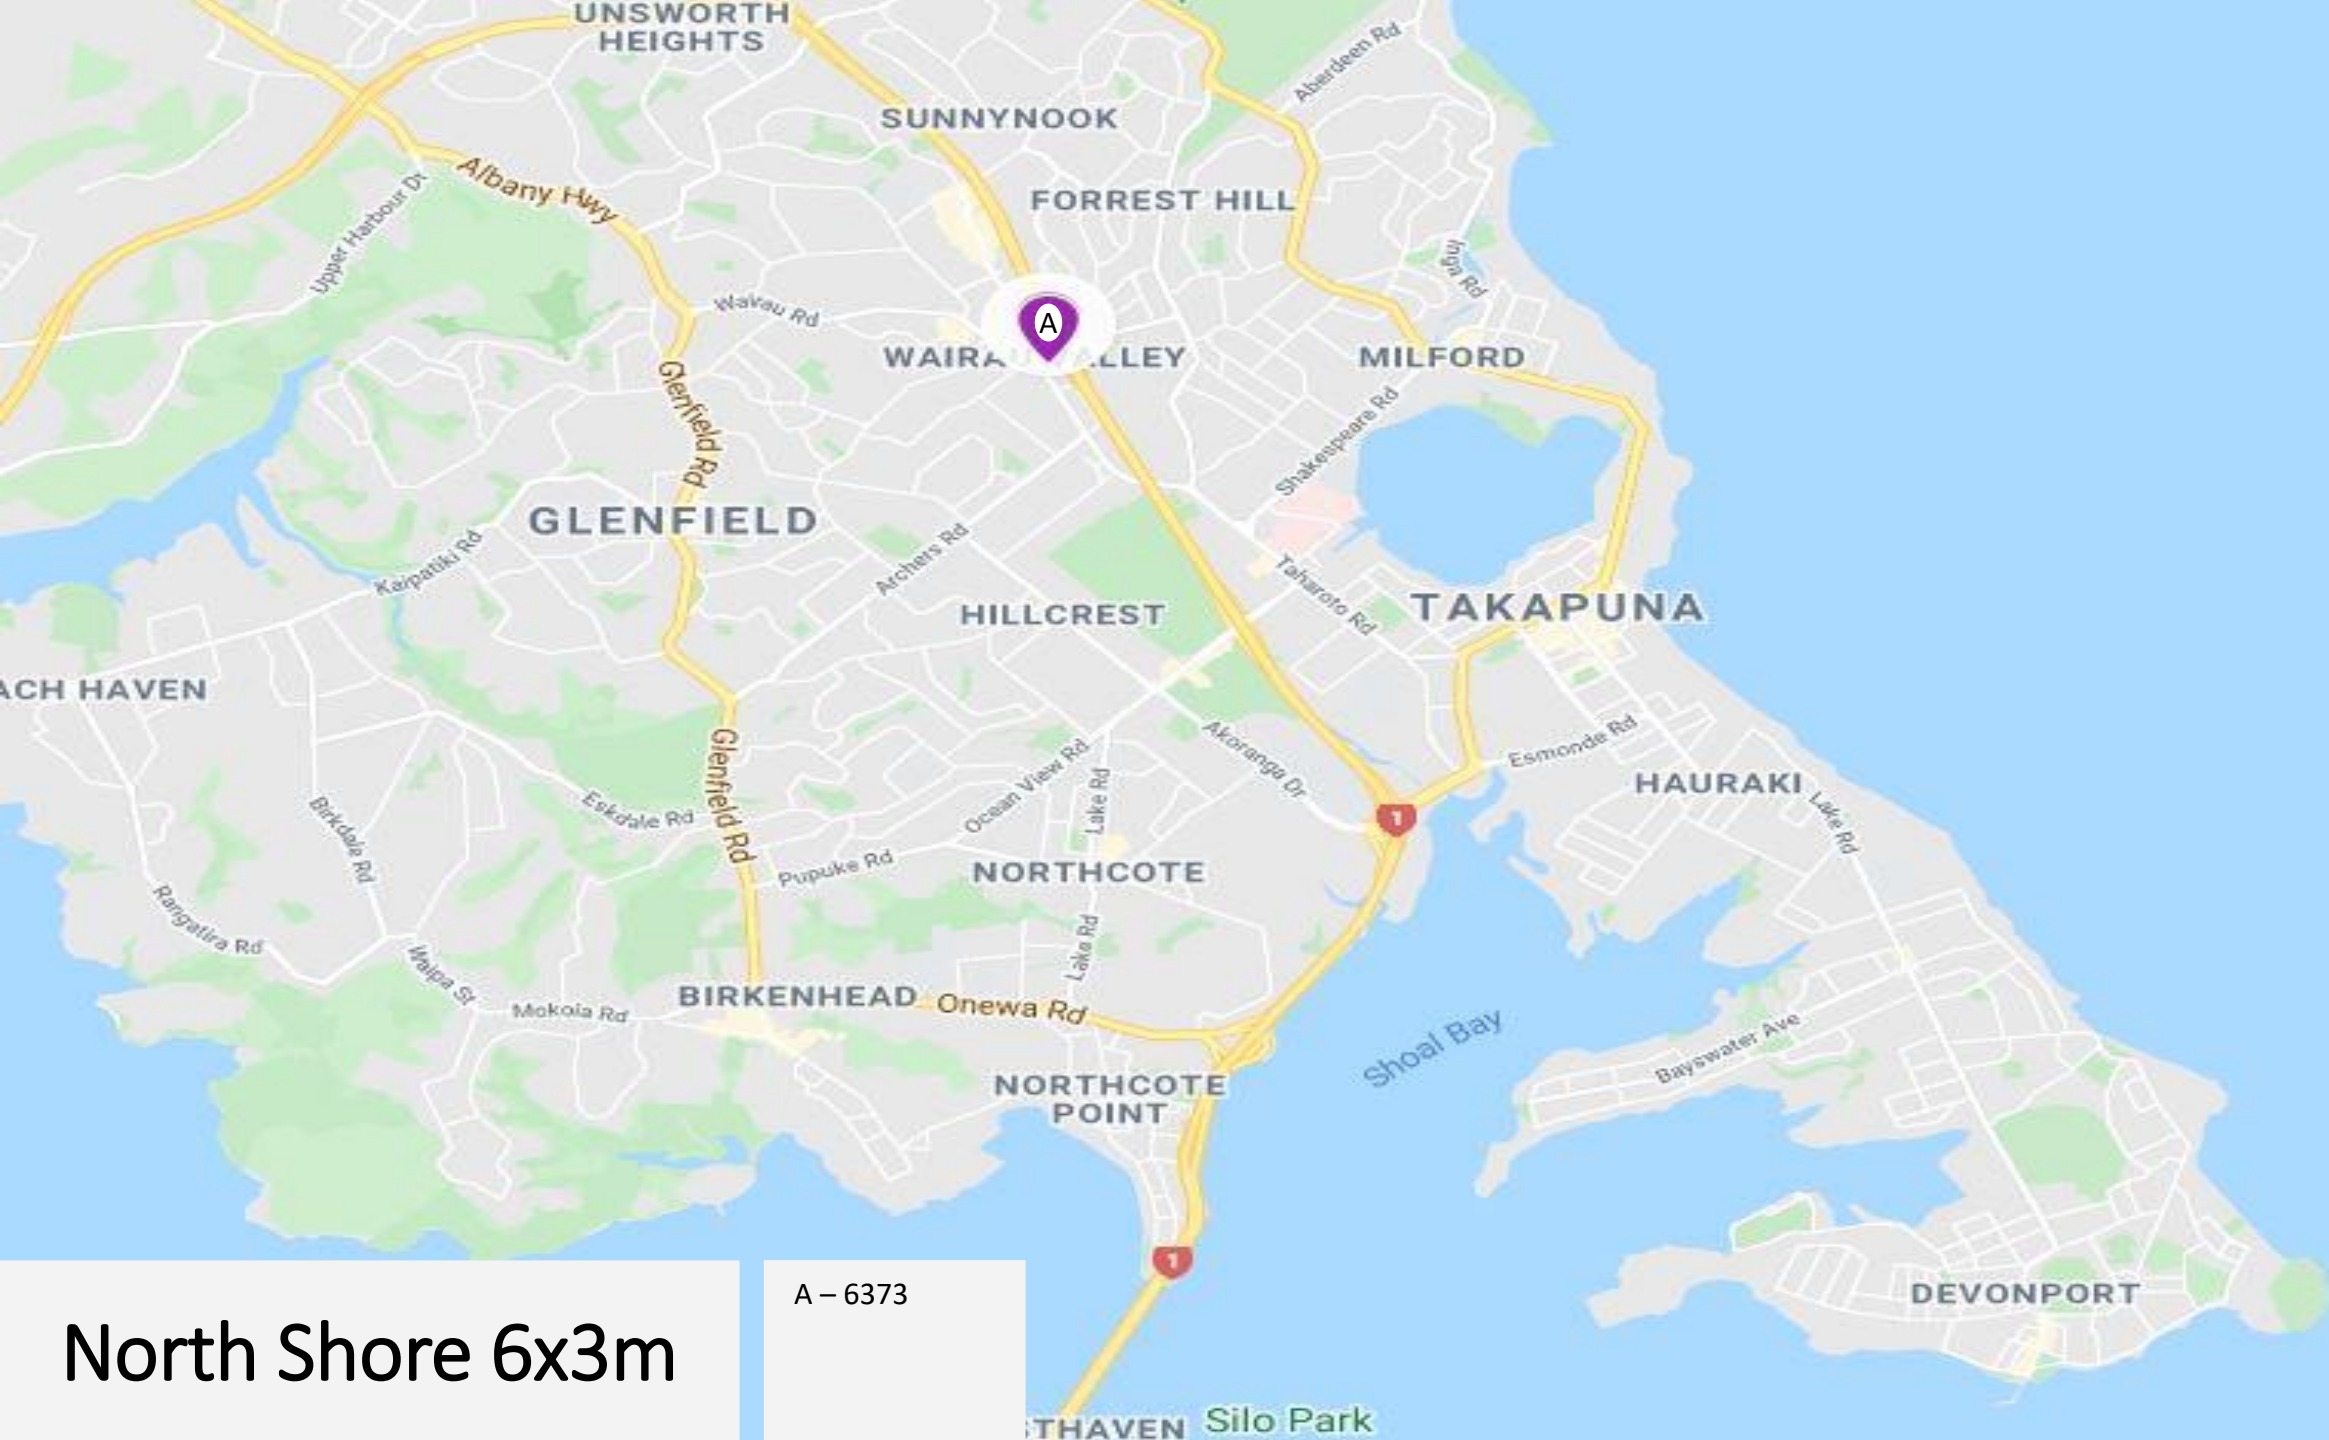 UNSWORTH
HEIGHTS
Aberdeen Rd
SUNNYNOOK
Albany Hwy
Upper Harbour Dr
FORREST HILL
Inga Rd
Wairau Rd
A
MILFORD
Glenfield Rd
Shakespeare Rd
GLENFIELD
Kaipatiki Rd
Archers Rd
Taharoto Rd
HILLCREST
TAKAPUNA
ACH HAVEN
Akoranga Dr
Esmonde Rd
Glenfield Rd
Ocean View Rd
Lake Rd
HAURAKI
Lake Rd
Eskdale Rd
Birkdale Rd
1
Pupuke Rd
NORTHCOTE
Rangatira Rd
Lake Rd
Waipa St
BIRKENHEAD
Onewa Rd
Mokoia Rd
Shoal Bay
Bayswater Ave
NORTHCOTE
POINT
1
DEVONPORT
A – 6373
North Shore 6x3m
STHAVEN
Silo Park